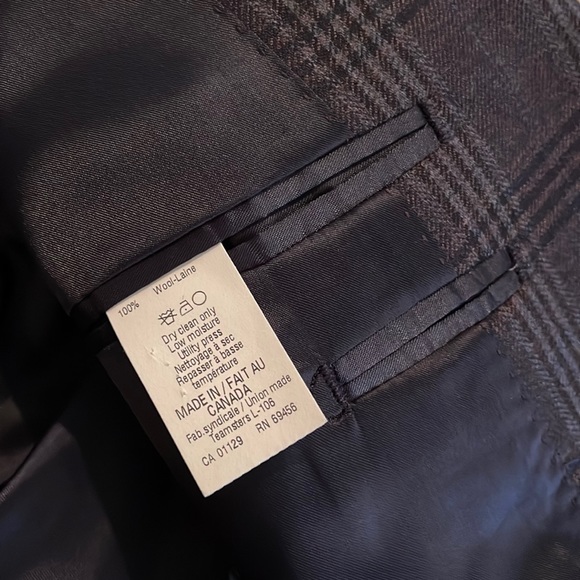 100% Wool-Laine
Dry clean only
Low moisture
Utility press
Nettoyage à sec
Repasser à basse
température
MADE IN / FAIT AU
CANADA
Fab.syndicale / Union made
Teamsters L-106
CA 01129 RN 69456